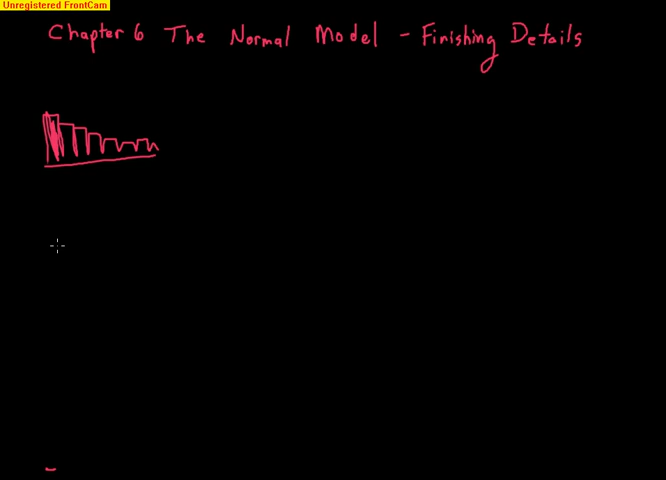 Unregistered FrontCam
Chapter 6 The Normal Model - Finishing Details